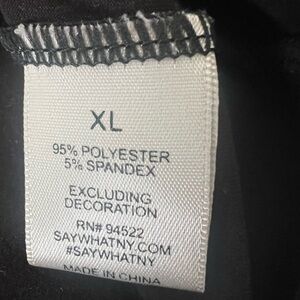 XL
95% POLYESTER
5% SPANDEX
EXCLUDING
DECORATION
RN# 94522
SAYWHATNY.COM
#SAYWHATNY
MADE IN CHINA